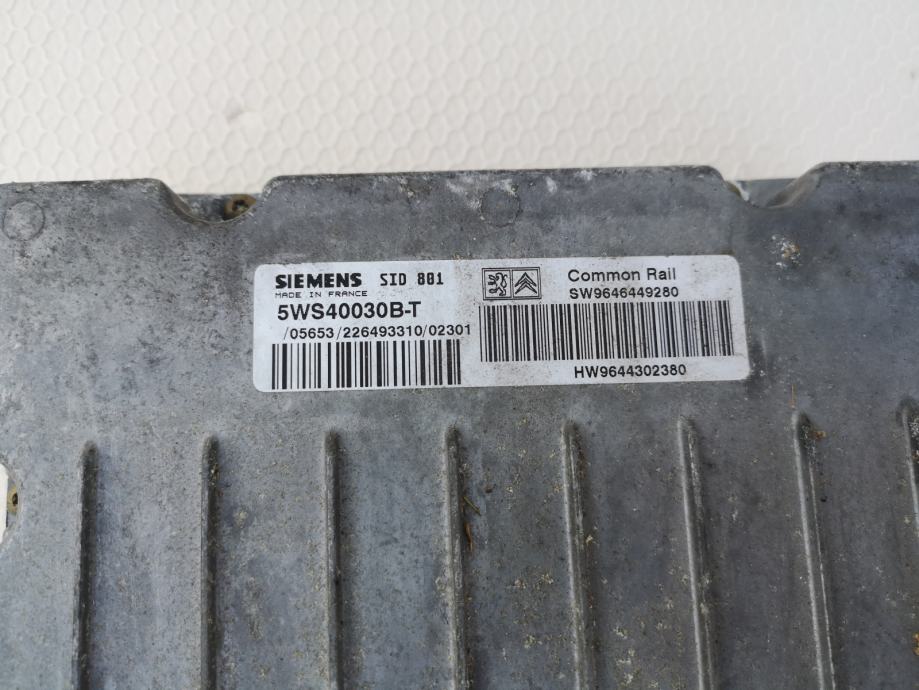 SIEMENS SID 801
MADE IN FRANCE
5WS40030B-T
/05653/226493310/02301
Common Rail
SW9646449280
HW9644302380